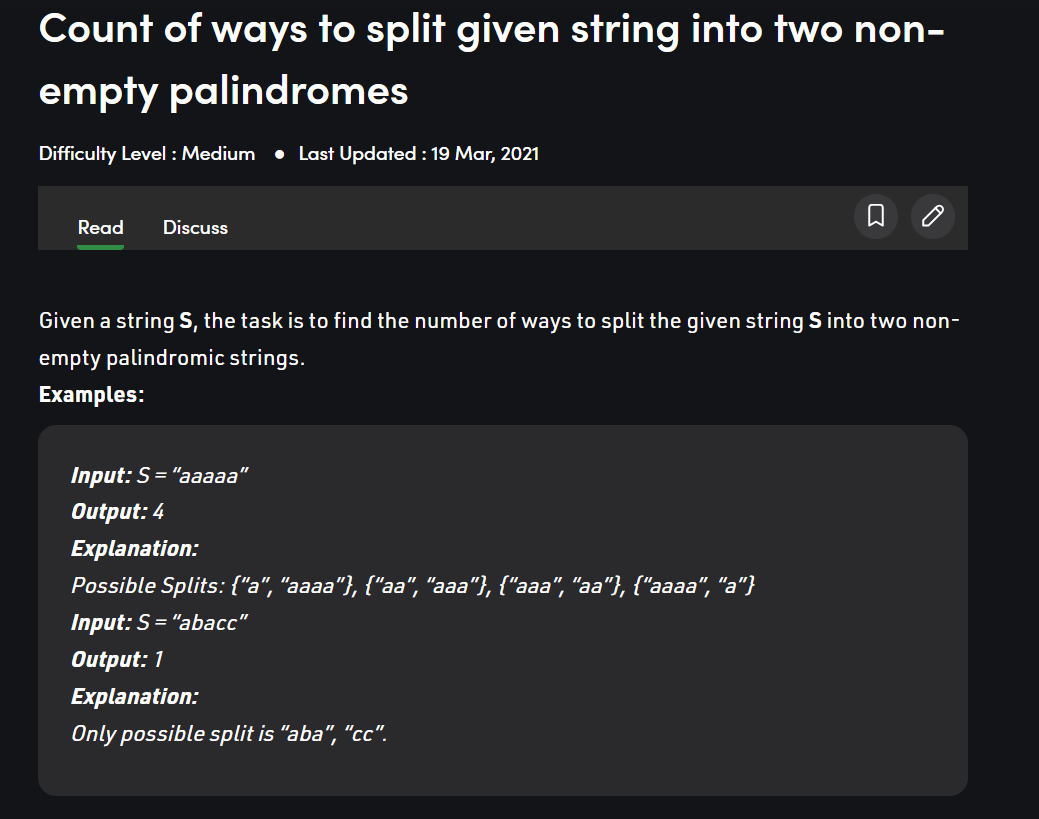 Count of ways to split given string into two non-
empty palindromes
Difficulty Level : Medium ● Last Updated : 19 Mar, 2021
Read Discuss
Given a string S, the task is to find the number of ways to split the given string S into two non-
empty palindromic strings.
Examples:
Input: S = “aaaaa”
Output: 4
Explanation:
Possible Splits: {“a”, “aaaa”}, {“aa”, “aaa”}, {“aaa”, “aa”}, {“aaaa”, “a”}
Input: S = “abacc”
Output: 1
Explanation:
Only possible split is “aba”, “cc”.